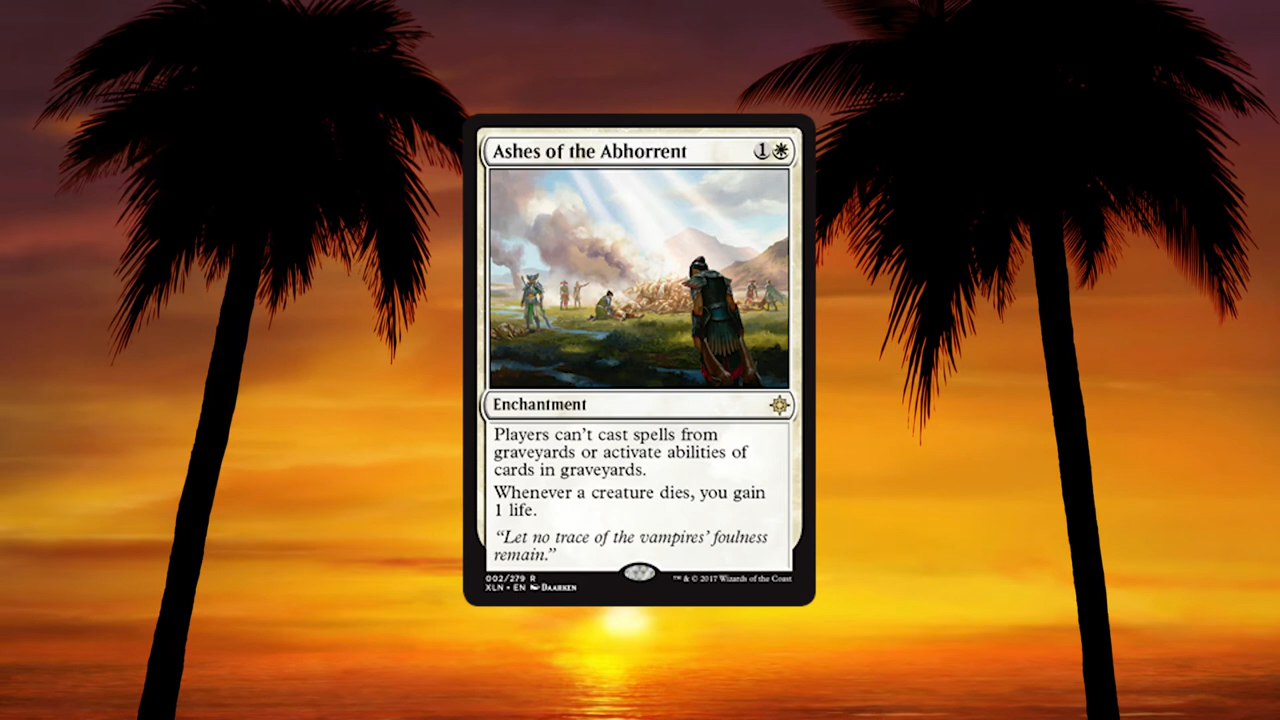 Ashes of the Abhorrent 1
Enchantment
Players can't cast spells from
graveyards or activate abilities of
cards in graveyards.
Whenever a creature dies, you gain
1 life.
“Let no trace of the vampires' foulness
remain.”
002/279 R
XLN • EN DAARKEN
™ & © 2017 Wizards of the Coast